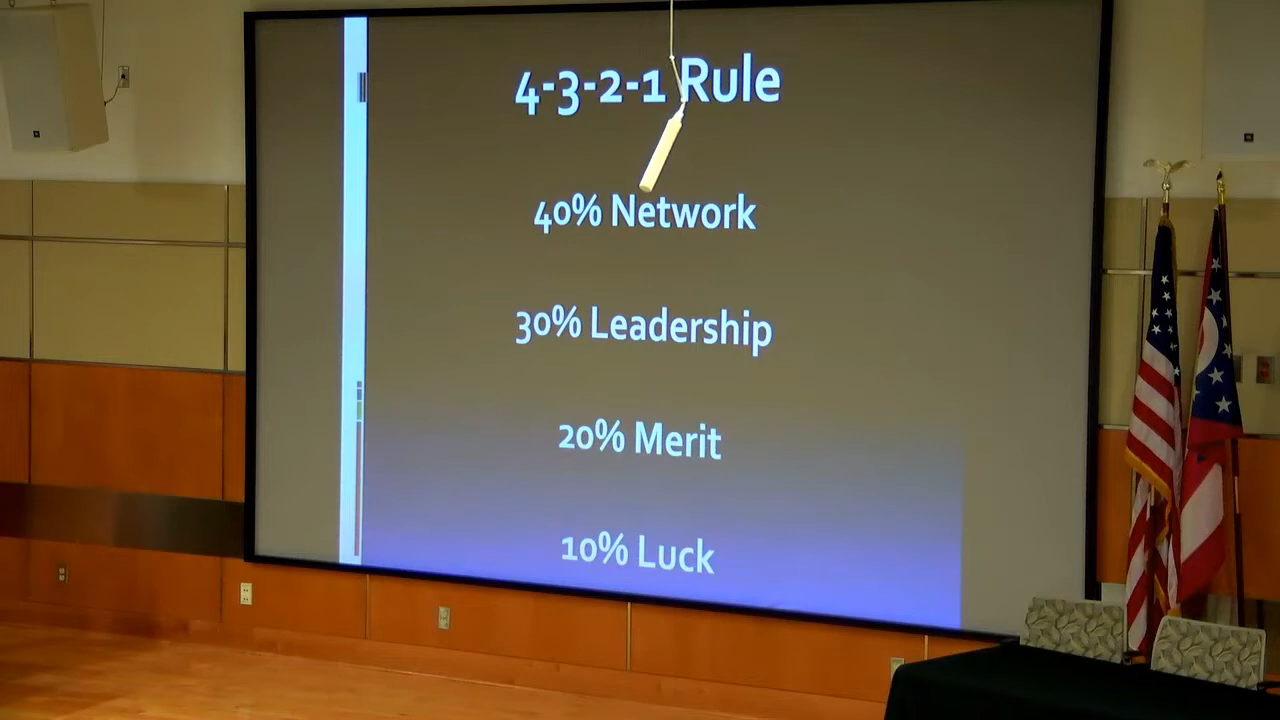 4-3-2-1 Rule
40% Network
30% Leadership
20% Merit
10% Luck